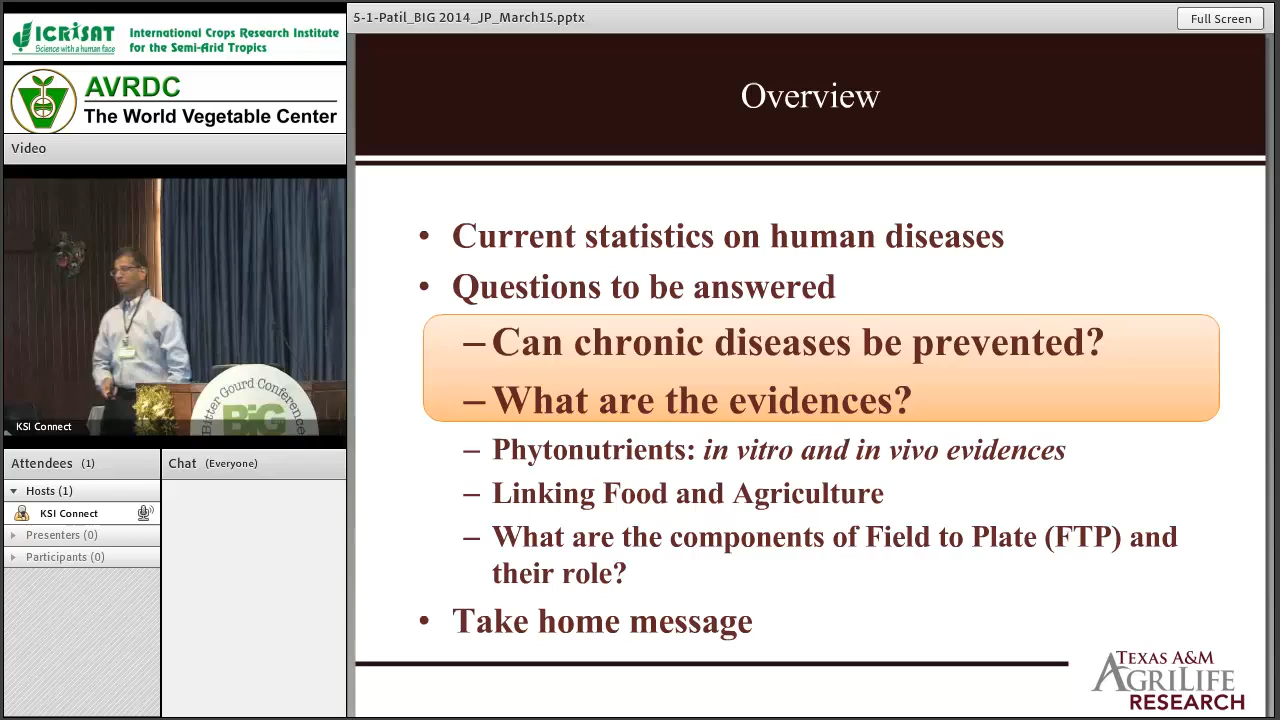 5-1-Patil_BIG 2014_JP_March15.pptx
Full Screen
ICRISAT
Science with a human face
International Crops Research Institute
for the Semi-Arid Tropics
AVRDC
The World Vegetable Center
Video
Bitter Gourd Conference
BiG
KSI Connect
Attendees (1)
Hosts (1)
KSI Connect
Presenters (0)
Participants (0)
Chat (Everyone)
Overview
• Current statistics on human diseases
• Questions to be answered
– Can chronic diseases be prevented?
– What are the evidences?
– Phytonutrients: in vitro and in vivo evidences
– Linking Food and Agriculture
– What are the components of Field to Plate (FTP) and
their role?
• Take home message
TEXAS A&M
AGRILIFE
RESEARCH